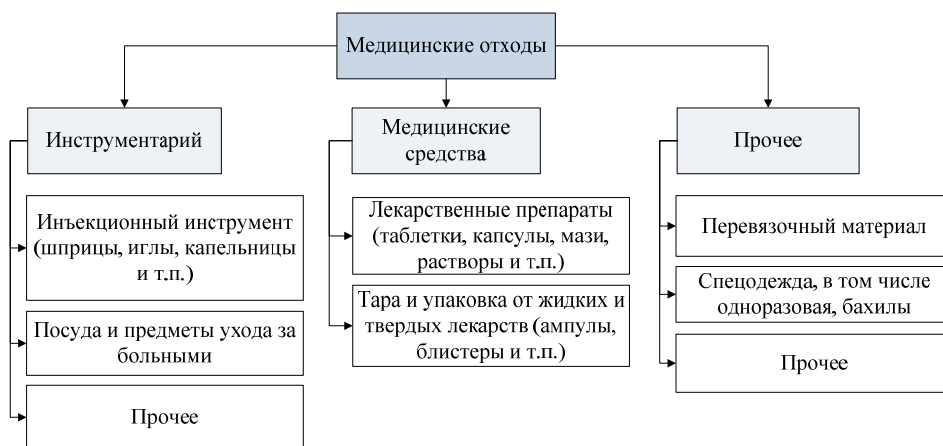 Медицинские отходы
Инструментарий
Инъекционный инструмент
(шприцы, иглы, капельницы
и т.п.)
Посуда и предметы ухода за
больными
Прочее
Медицинские
средства
Лекарственные препараты
(таблетки, капсулы, мази,
растворы и т.п.)
Тара и упаковка от жидких и
твердых лекарств (ампулы,
блистеры и т.п.)
Прочее
Перевязочный материал
Спецодежда, в том числе
одноразовая, бахилы
Прочее